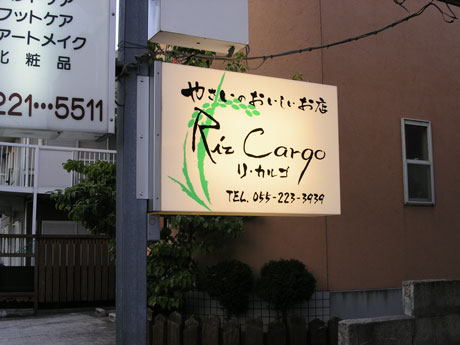 フットケア
アートメイク
化粧品
221…5511
やさいのおいしいお店
Riz Cargo
リ・カルゴ
TEL. 055-223-3939